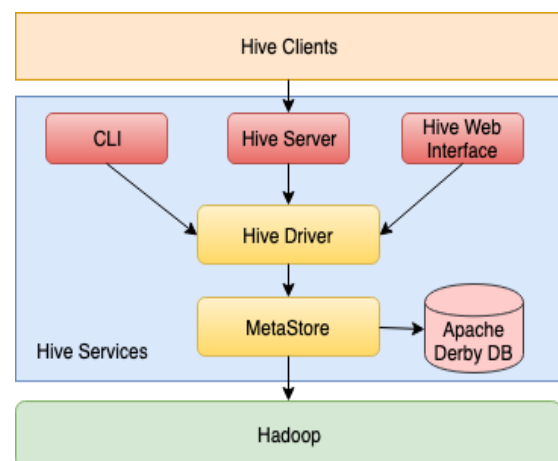 Hive Clients
CLI
Hive Server
Hive Web
Interface
Hive Driver
MetaStore
Apache
Derby DB
Hive Services
Hadoop